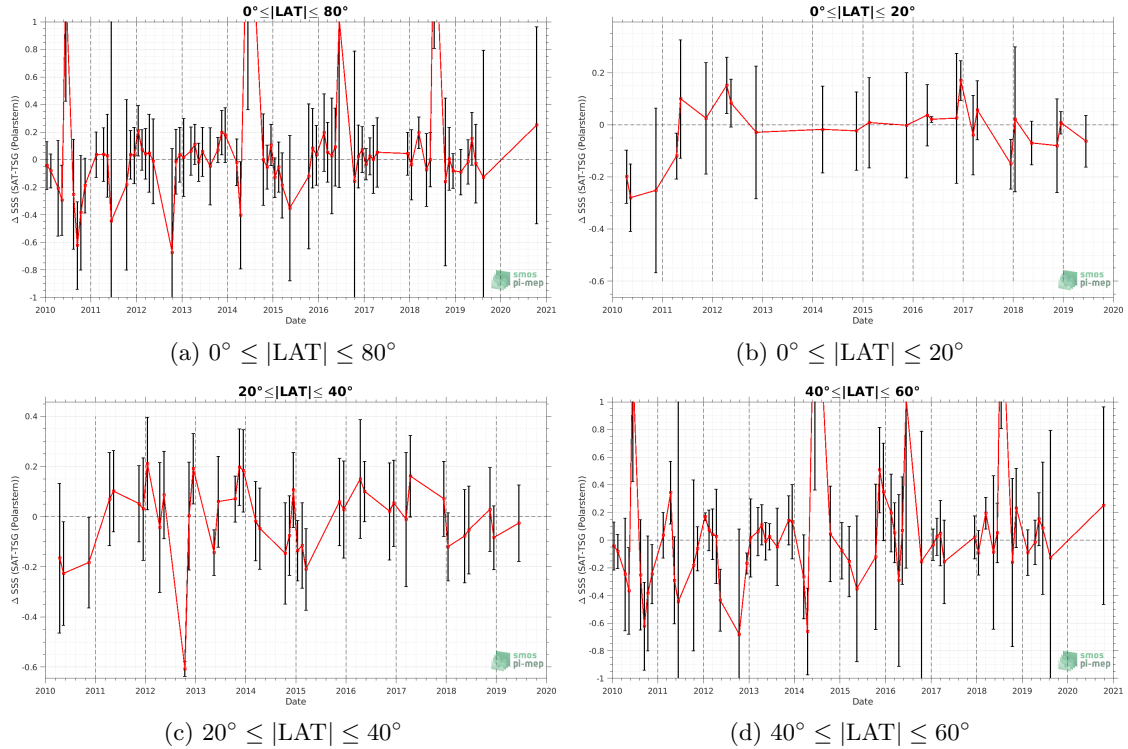 0°≤|LAT|≤ 80°
Δ SSS (SAT-TSG (Polarstern))
1
0.8
0.6
0.4
0.2
0
-0.2
-0.4
-0.6
-0.8
-1
2010 2011 2012 2013 2014 2015 2016 2017 2018 2019 2020 2021
Date
smos
pi-mep
(a) 0° ≤ |LAT| ≤ 80°
0°≤|LAT|≤ 20°
Δ SSS (SAT-TSG (Polarstern))
0.2
0
-0.2
-0.4
-0.6
2010 2011 2012 2013 2014 2015 2016 2017 2018 2019 2020
Date
smos
pi-mep
(b) 0° ≤ |LAT| ≤ 20°
20°≤|LAT|≤ 40°
Δ SSS (SAT-TSG (Polarstern))
0.4
0.2
0
-0.2
-0.4
-0.6
2010 2011 2012 2013 2014 2015 2016 2017 2018 2019 2020
Date
smos
pi-mep
(c) 20° ≤ |LAT| ≤ 40°
40°≤|LAT|≤ 60°
Δ SSS (SAT-TSG (Polarstern))
1
0.8
0.6
0.4
0.2
0
-0.2
-0.4
-0.6
-0.8
-1
2010 2011 2012 2013 2014 2015 2016 2017 2018 2019 2020 2021
Date
smos
pi-mep
(d) 40° ≤ |LAT| ≤ 60°